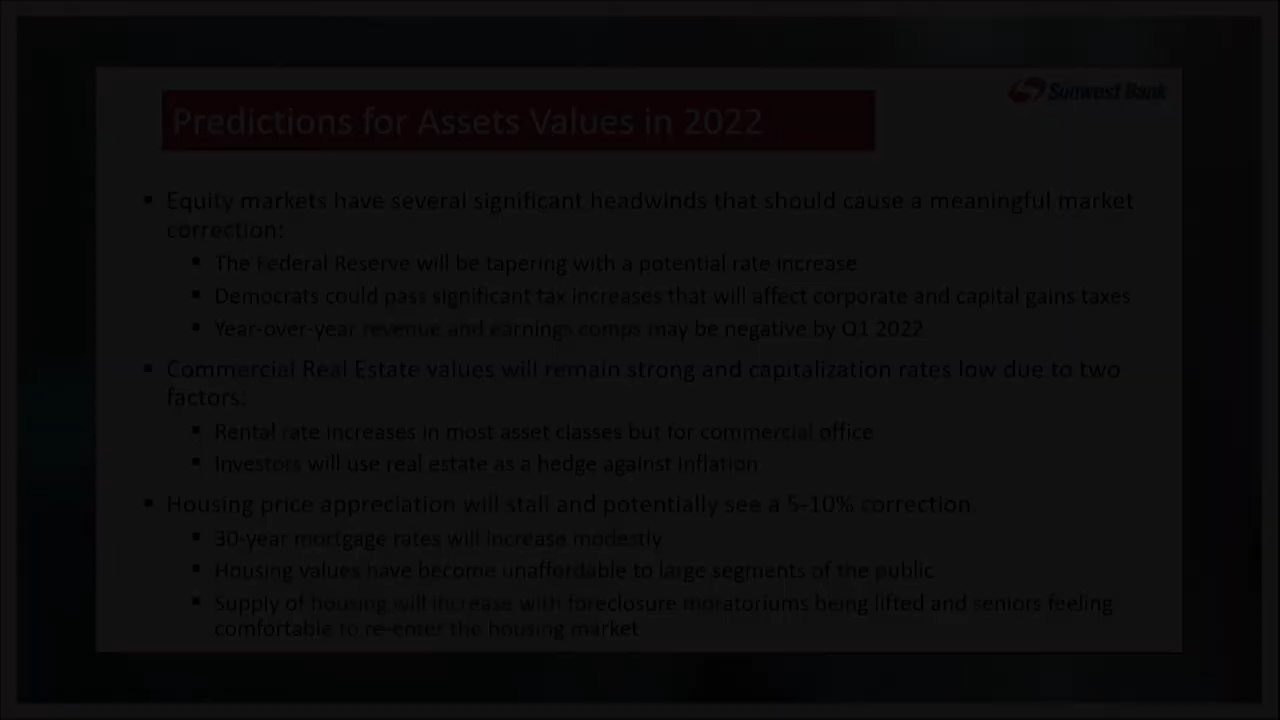 Sunwest Bank
Predictions for Assets Values in 2022
▪ Equity markets have several significant headwinds that should cause a meaningful market
correction:
▪ The Federal Reserve will be tapering with a potential rate increase
▪ Democrats could pass significant tax increases that will affect corporate and capital gains taxes
▪ Year-over-year revenue and earnings comps may be negative by Q1 2022
▪ Commercial Real Estate values will remain strong and capitalization rates low due to two
factors:
▪ Rental rate increases in most asset classes but for commercial office
▪ Investors will use real estate as a hedge against inflation
▪ Housing price appreciation will stall and potentially see a 5-10% correction
▪ 30-year mortgage rates will increase modestly
▪ Housing values have become unaffordable to large segments of the public
▪ Supply of housing will increase with foreclosure moratoriums being lifted and seniors feeling
comfortable to re-enter the housing market